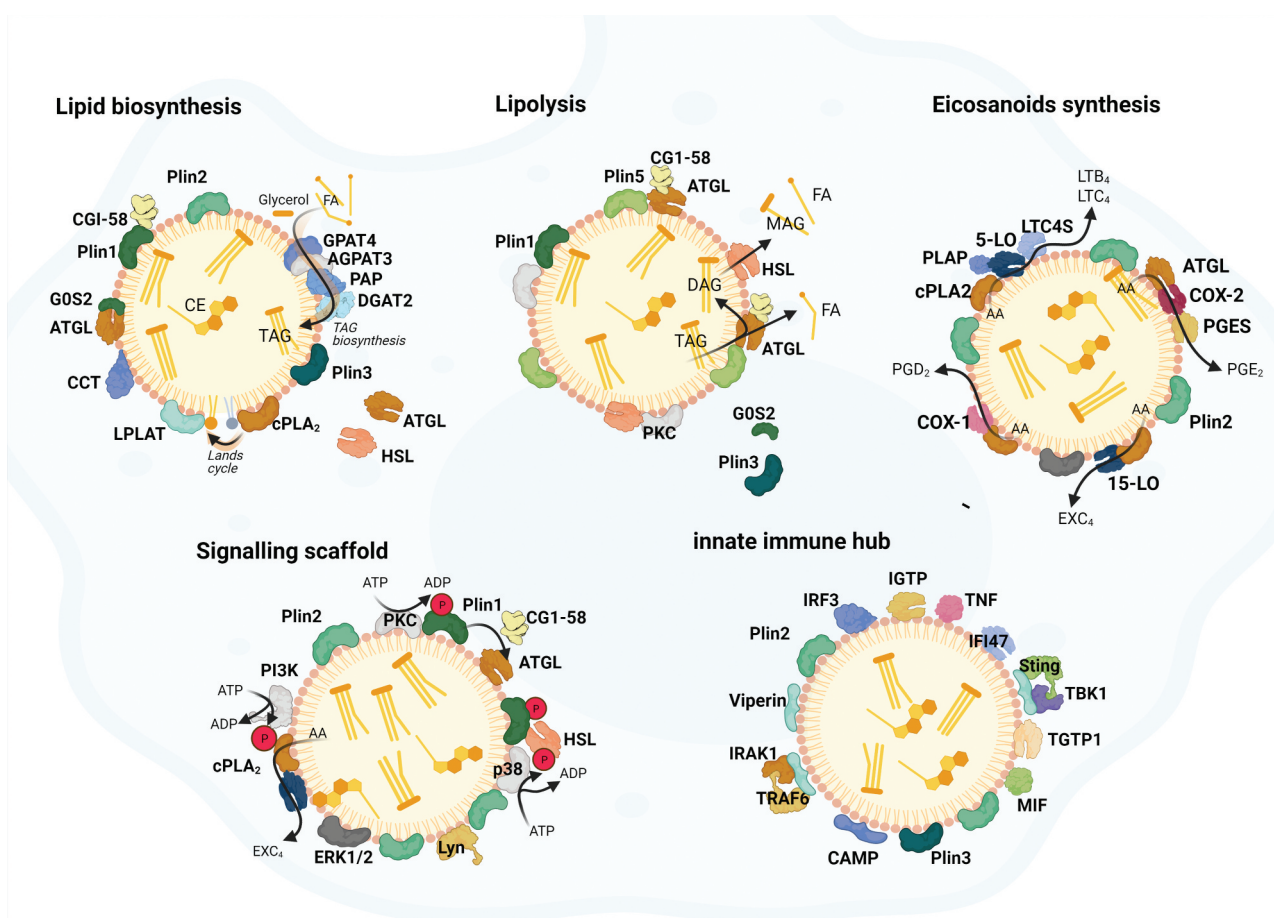 Lipid biosynthesis
Plin2
Glycerol
FA
CGI-58
Plin1
GPAT4
AGPAT3
PAP
DGAT2
G0S2
ATGL
CE
TAG
TAG
biosynthesis
CCT
Plin3
LPLAT
cPLA₂
Lands
cycle
ATGL
HSL
Lipolysis
CG1-58
Plin5
ATGL
FA
MAG
Plin1
HSL
DAG
FA
TAG
ATGL
PKC
G0S2
Plin3
Eicosanoids synthesis
LTB₄
LTC₄
LTC4S
5-LO
PLAP
cPLA2
AA
AA
ATGL
COX-2
PGES
PGD₂
PGE₂
COX-1
AA
AA
Plin2
15-LO
EXC₄
Signalling scaffold
ATP
ADP
P
Plin1
Plin2
PKC
CG1-58
ATGL
PI3K
ATP
ADP
P
AA
cPLA₂
P
HSL
P
p38
ADP
ATP
EXC₄
ERK1/2
Lyn
innate immune hub
IGTP
IRF3
TNF
Plin2
IFI47
Sting
TBK1
Viperin
TGTP1
IRAK1
TRAF6
MIF
CAMP
Plin3